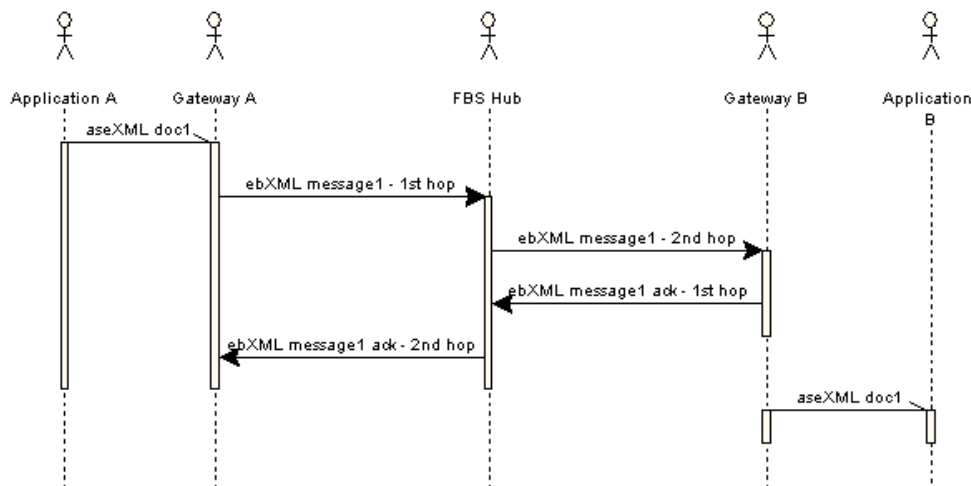 Application A
Gateway A
FBS Hub
Gateway B
Application
B
aseXML doc1
ebXML message1 - 1st hop
ebXML message1 - 2nd hop
ebXML message1 ack - 1st hop
ebXML message1 ack - 2nd hop
aseXML doc1